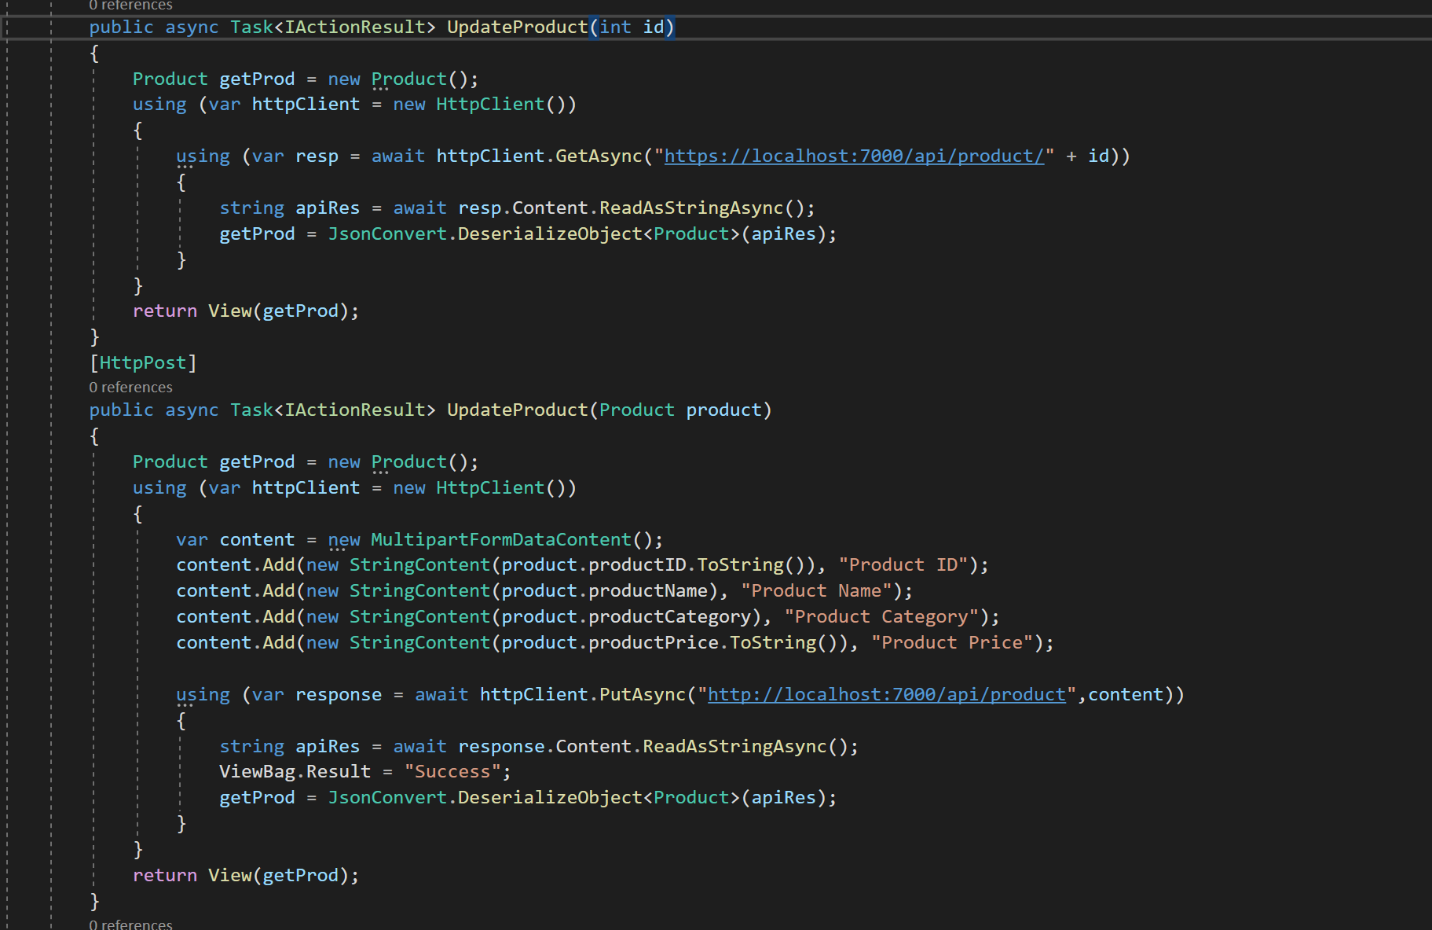 0 references
public async Task<IActionResult> UpdateProduct(int id)
{
Product getProd = new Product();
using (var httpClient = new HttpClient())
{
using (var resp = await httpClient.GetAsync("https://localhost:7000/api/product/" + id))
{
string apiRes = await resp.Content.ReadAsStringAsync();
getProd = JsonConvert.DeserializeObject<Product>(apiRes);
}
}
return View(getProd);
}
[HttpPost]
0 references
public async Task<IActionResult> UpdateProduct(Product product)
{
Product getProd = new Product();
using (var httpClient = new HttpClient())
{
var content = new MultipartFormDataContent();
content.Add(new StringContent(product.productID.ToString()), "Product ID");
content.Add(new StringContent(product.productName), "Product Name");
content.Add(new StringContent(product.productCategory), "Product Category");
content.Add(new StringContent(product.productPrice.ToString()), "Product Price");
using (var response = await httpClient.PutAsync("http://localhost:7000/api/product",content))
{
string apiRes = await response.Content.ReadAsStringAsync();
ViewBag.Result = "Success";
getProd = JsonConvert.DeserializeObject<Product>(apiRes);
}
}
return View(getProd);
}
0 references